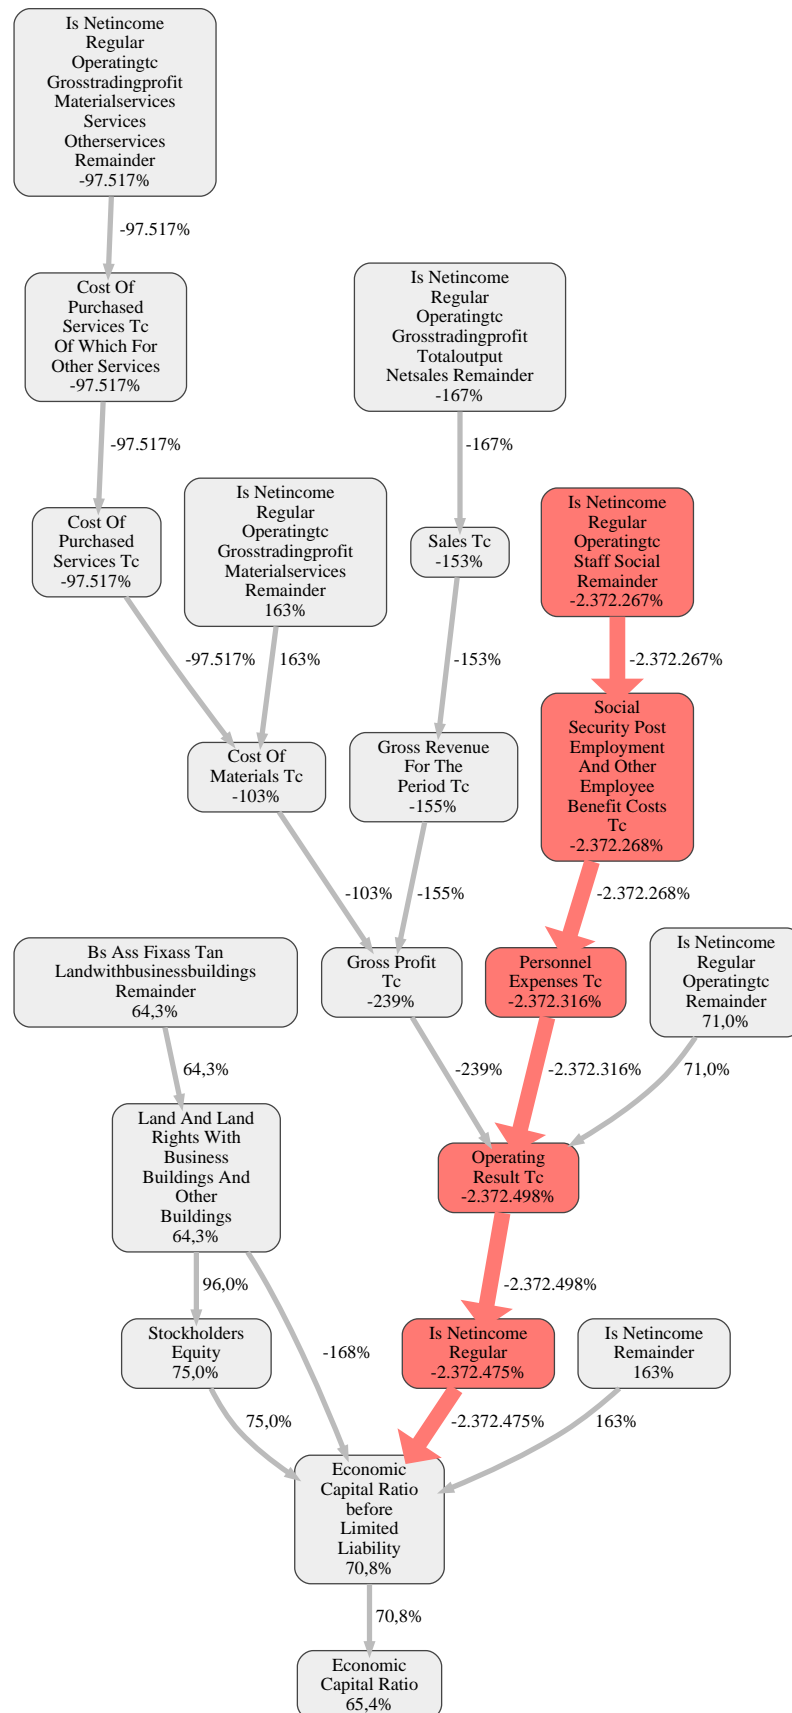 Is Netincome
Regular
Operatingtc
Grosstradingprofit
Materialservices
Services
Otherservices
Remainder
-97.517%
-97.517%
Cost Of
Purchased
Services Tc
Of Which For
Other Services
-97.517%
Is Netincome
Regular
Operatingtc
Grosstradingprofit
Totaloutput
Netsales Remainder
-167%
-97.517%
-167%
Cost Of
Purchased
Services Tc
-97.517%
Is Netincome
Regular
Operatingtc
Grosstradingprofit
Materialservices
Remainder
163%
Sales Tc
-153%
Is Netincome
Regular
Operatingtc
Staff Social
Remainder
-2.372.267%
-97.517%
163%
-153%
-2.372.267%
Cost Of
Materials Tc
-103%
Gross Revenue
For The
Period Tc
-155%
Social
Security Post
Employment
And Other
Employee
Benefit Costs
Tc
-2.372.268%
-103%
-155%
-2.372.268%
Bs Ass Fixass Tan
Landwithbusinessbuildings
Remainder
64,3%
Gross Profit
Tc
-239%
Personnel
Expenses Tc
-2.372.316%
Is Netincome
Regular
Operatingtc
Remainder
71,0%
64,3%
-239%
-2.372.316%
71,0%
Land And Land
Rights With
Business
Buildings And
Other
Buildings
64,3%
Operating
Result Tc
-2.372.498%
96,0%
-168%
-2.372.498%
Stockholders
Equity
75,0%
Is Netincome
Regular
-2.372.475%
Is Netincome
Remainder
163%
75,0%
-2.372.475%
163%
Economic
Capital Ratio
before
Limited
Liability
70,8%
70,8%
Economic
Capital Ratio
65,4%